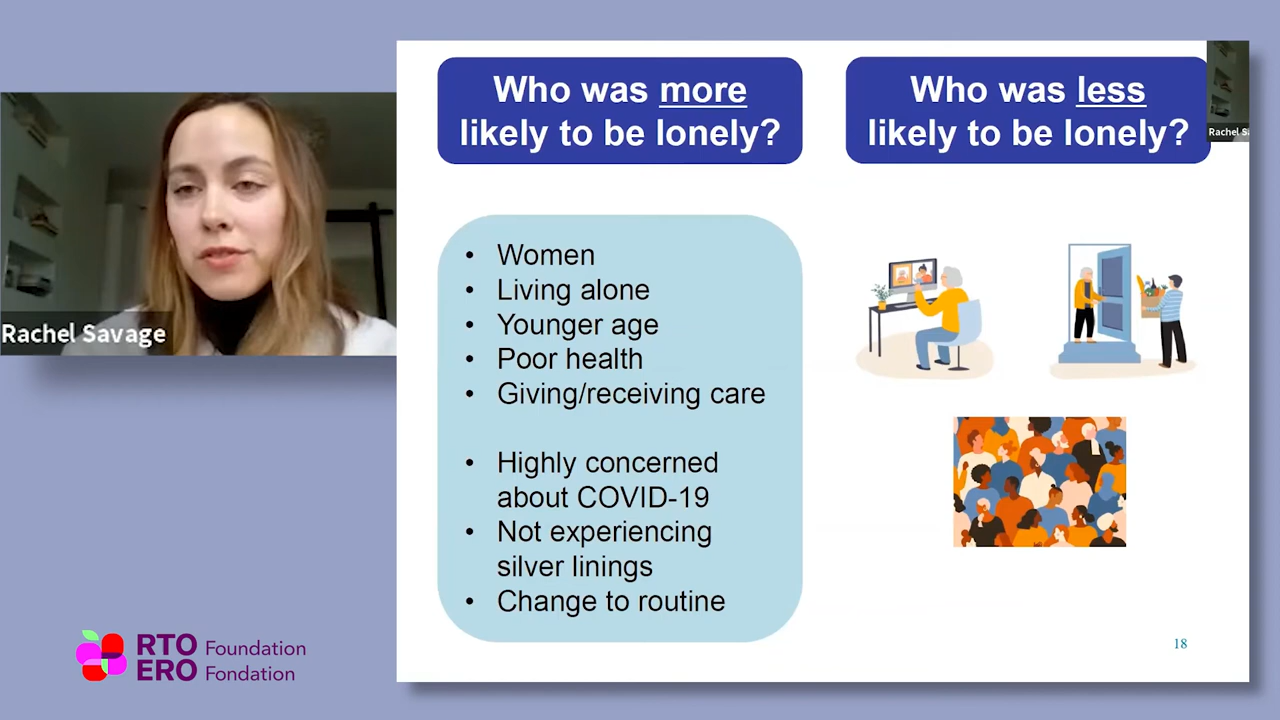 Who was more
likely to be lonely?
Who was less
likely to be lonely?
Rachel Sa
Rachel Savage
• Women
• Living alone
• Younger age
• Poor health
• Giving/receiving care
• Highly concerned
about COVID-19
• Not experiencing
silver linings
• Change to routine
18
RTO Foundation
ERO Fondation